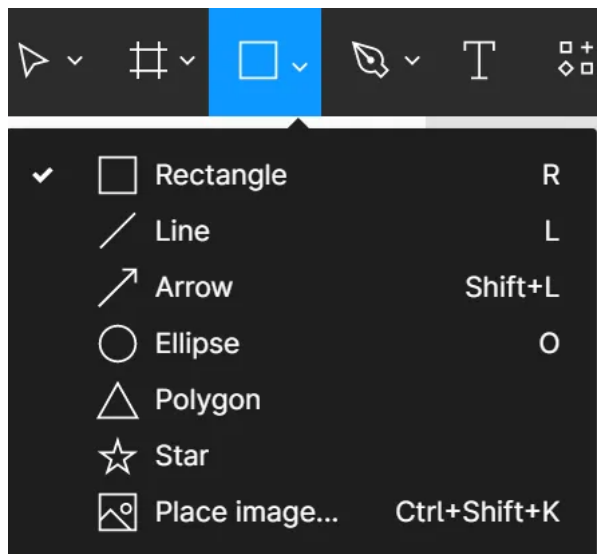 Rectangle R
Line L
Arrow Shift+L
Ellipse O
Polygon
Star
Place image... Ctrl+Shift+K